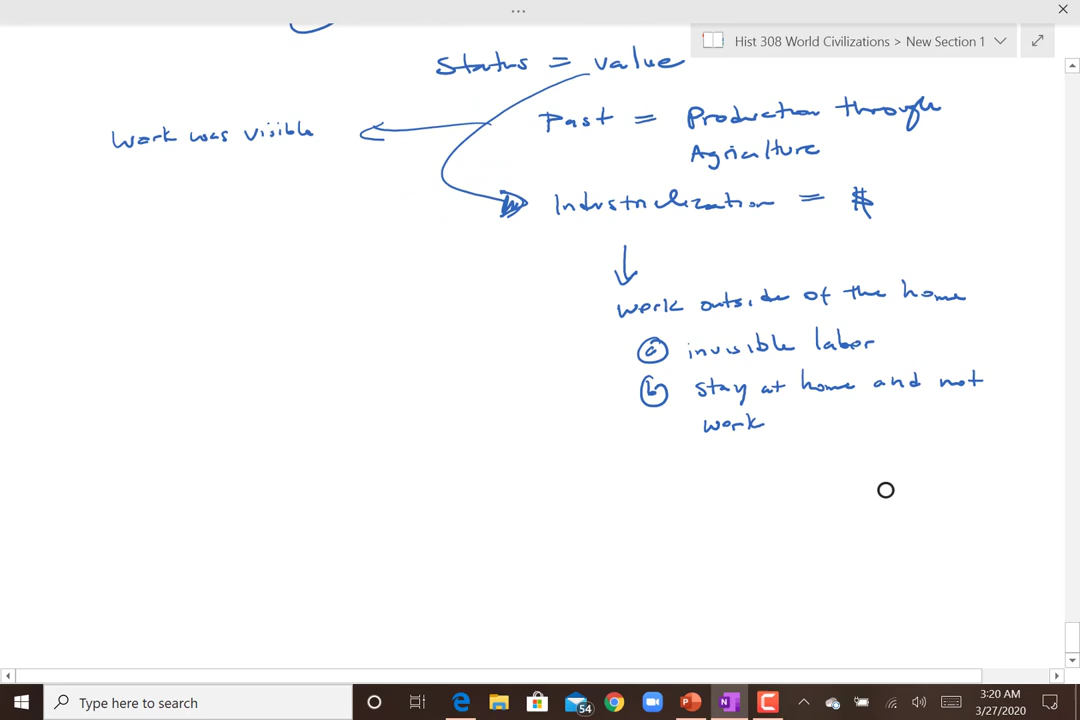 Hist 308 World Civilizations > New Section 1
Status = value
Past = Production through
Agriculture
Work was visible
Industrialization = $
work outside of the home
a invisible labor
b stay at home and not
work
54
Type here to search
3:20 AM
3/27/2020